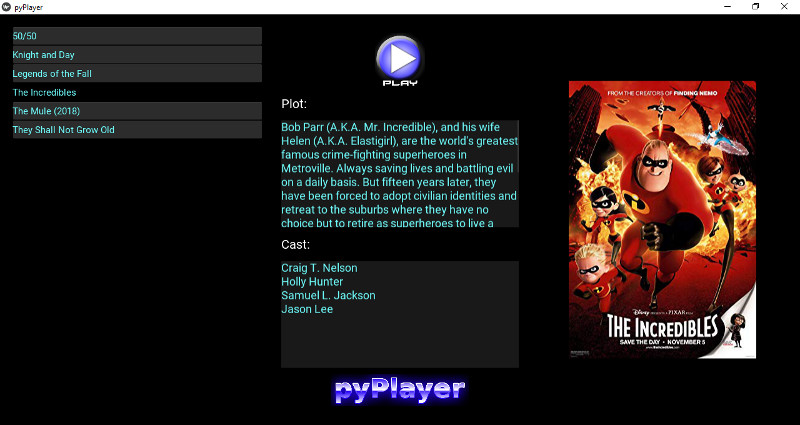 pyPlayer
50/50
Knight and Day
Legends of the Fall
The Incredibles
The Mule (2018)
They Shall Not Grow Old
PLAY
Plot:
Bob Parr (A.K.A. Mr. Incredible), and his wife
Helen (A.K.A. Elastigirl), are the world's greatest
famous crime-fighting superheroes in
Metroville. Always saving lives and battling evil
on a daily basis. But fifteen years later, they
have been forced to adopt civilian identities and
retreat to the suburbs where they have no
choice but to retire as superheroes to live a
Cast:
Craig T. Nelson
Holly Hunter
Samuel L. Jackson
Jason Lee
pyPlayer
FROM THE CREATORS OF FINDING NEMO
Disney PRESENTS A PIXAR
THE INCREDIBLES
SAVE THE DAY • NOVEMBER 5